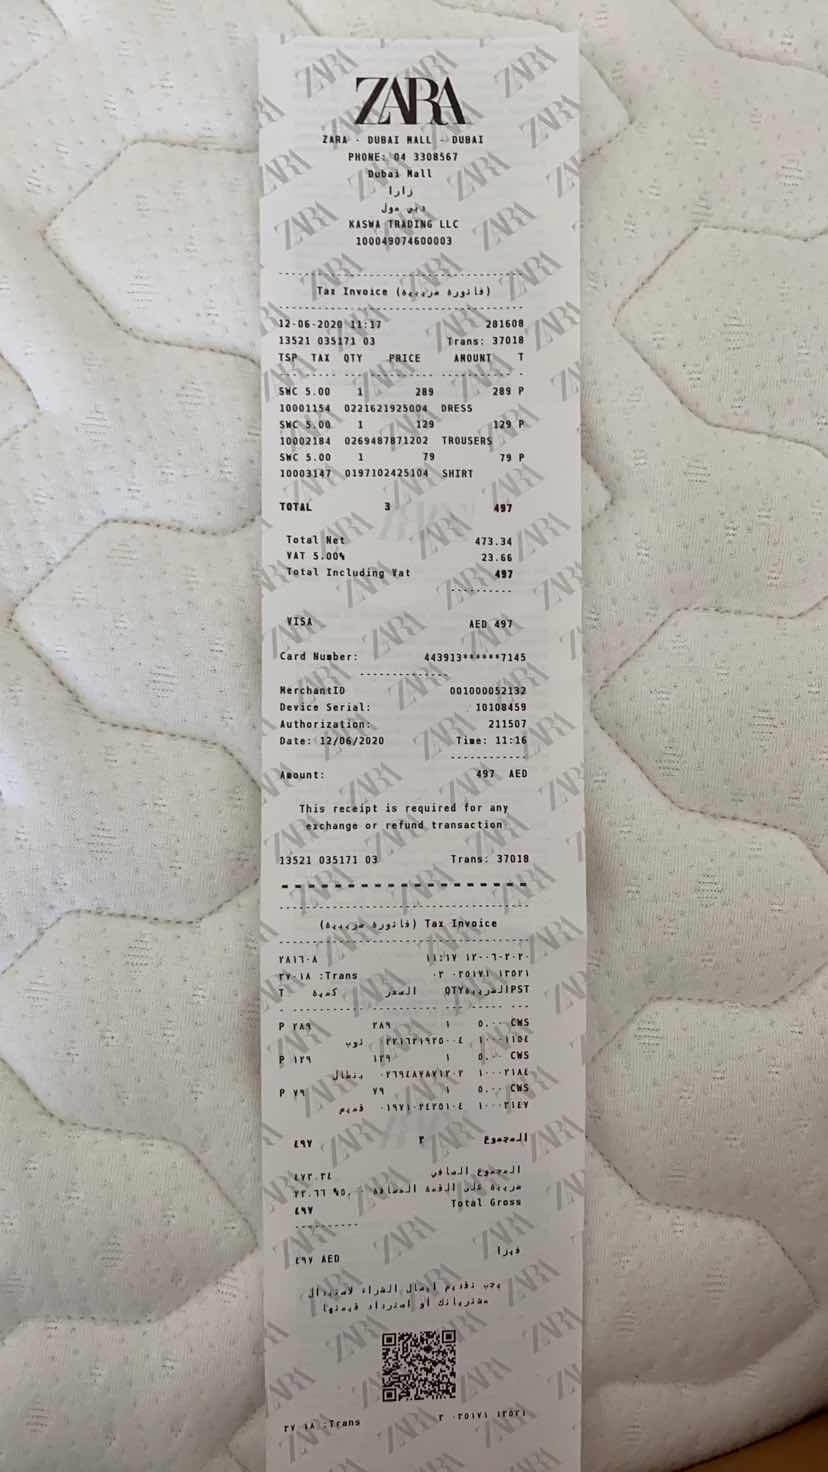 ZARA
ZARA - DUBAI MALL - DUBAI
PHONE: 04 3308567
Dubai Mall
زارا
دبي مول
KASWA TRADING LLC
100049074600003
Tax Invoice (فاتورة ضريبية)
12-06-2020 11:17 281608
13521 035171 03 Trans: 37018
TSP TAX QTY PRICE AMOUNT T
SWC 5.00 1 289 289 P
10001154 0221621925004 DRESS
SWC 5.00 1 129 129 P
10002184 0269487871202 TROUSERS
SWC 5.00 1 79 79 P
10003147 0197102425104 SHIRT
TOTAL 3 497
Total Net 473.34
VAT 5.00% 23.66
Total Including Vat 497
VISA AED 497
Card Number: 443913******7145
MerchantID 001000052132
Device Serial: 10108459
Authorization: 211507
Date: 12/06/2020 Time: 11:16
Amount: 497 AED
This receipt is required for any
exchange or refund transaction
13521 035171 03 Trans: 37018
(فاتورة ضريبية) Tax Invoice
٢٨١٦٠٨ ١١:١٧ ١٢-٠٦-٢٠٢٠
٣٧٠١٨ :Trans ٠٣ ٠٣٥١٧١ ١٣٥٢١
T كمية السعر QTYالضريبةPST
P ٢٨٩ ٢٨٩ ١ ٥.٠٠ CWS
ثوب ٠٢٢١٦٢١٩٢٥٠٠٤ ١٠٠٠١١٥٤
P ١٢٩ ١٢٩ ١ ٥.٠٠ CWS
بنطال ٠٢٦٩٤٨٧٨٧١٢٠٢ ١٠٠٠٢١٨٤
P ٧٩ ٧٩ ١ ٥.٠٠ CWS
قميص ٠١٩٧١٠٢٤٢٥١٠٤ ١٠٠٠٣١٤٧
المجموع ٣ ٤٩٧
المجموع الصافي ٤٧٣.٣٤
ضريبة على القيمة المضافة ٥.٠% ٢٣.٦٦
Total Gross ٤٩٧
فيزا
٤٩٧ AED
يجب تقديم إيصال الشراء لاستبدال
مشترياتك أو استرداد قيمتها
٣٧٠١٨ :Trans ٠٣ ٠٣٥١٧١ ١٣٥٢١